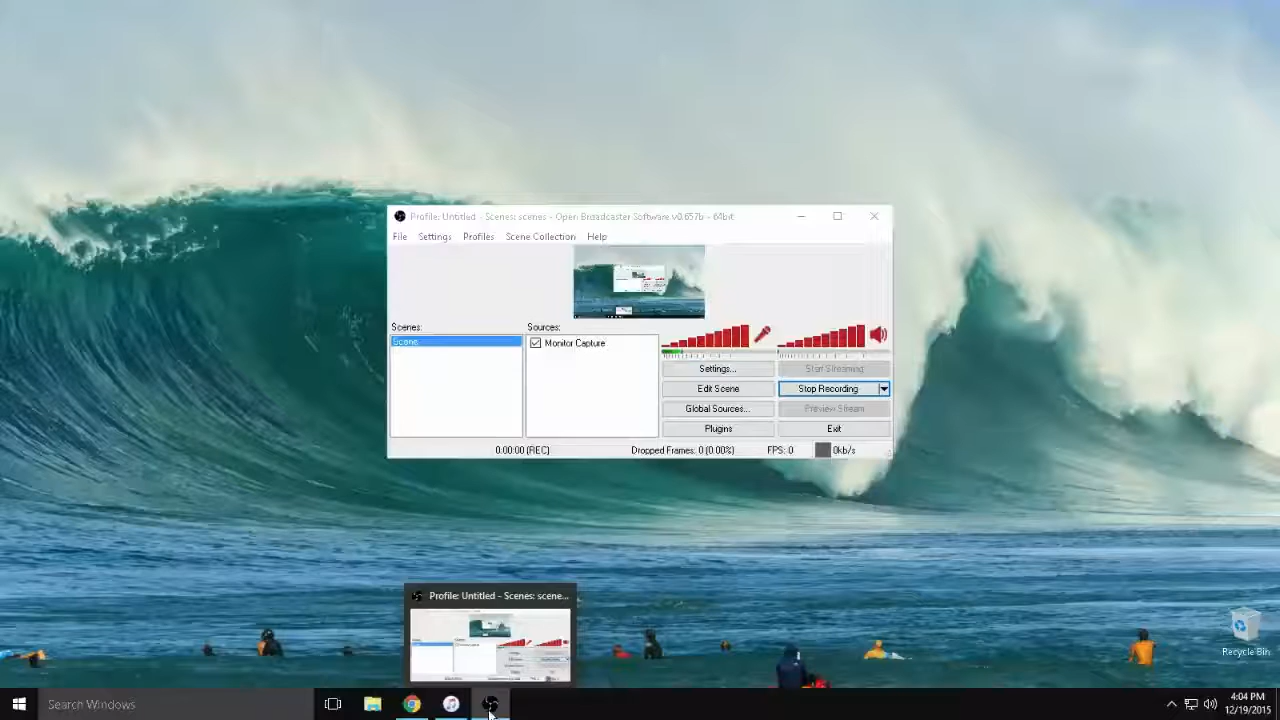 Profile: Untitled - Scenes: scenes - Open Broadcaster Software v0.657b - 64bit
File Settings Profiles Scene Collection Help
Scenes:
Sources:
Scene
Monitor Capture
Settings...
Start Streaming
Edit Scene
Stop Recording
Global Sources...
Preview Stream
Plugins
Exit
0:00:00 (REC)
Dropped Frames: 0 (0.00%)
FPS: 0
0kb/s
Profile: Untitled - Scenes: scene...
Recycle Bin
Search Windows
4:04 PM
12/19/2015